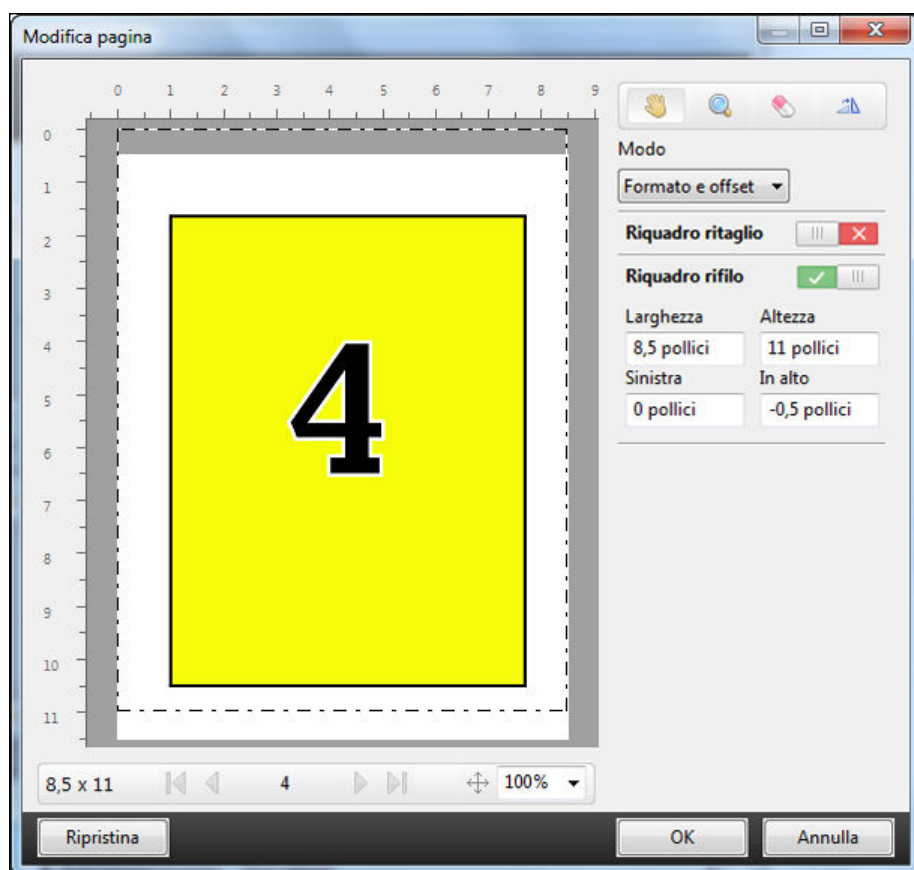 Modifica pagina
0 1 2 3 4 5 6 7 8 9
0
1
2
3
4
5
6
7
8
9
10
11
4
Modo
Formato e offset
Riquadro ritaglio
Riquadro rifilo
Larghezza Altezza
8,5 pollici 11 pollici
Sinistra In alto
0 pollici -0,5 pollici
8,5 x 11 4 100%
Ripristina OK Annulla